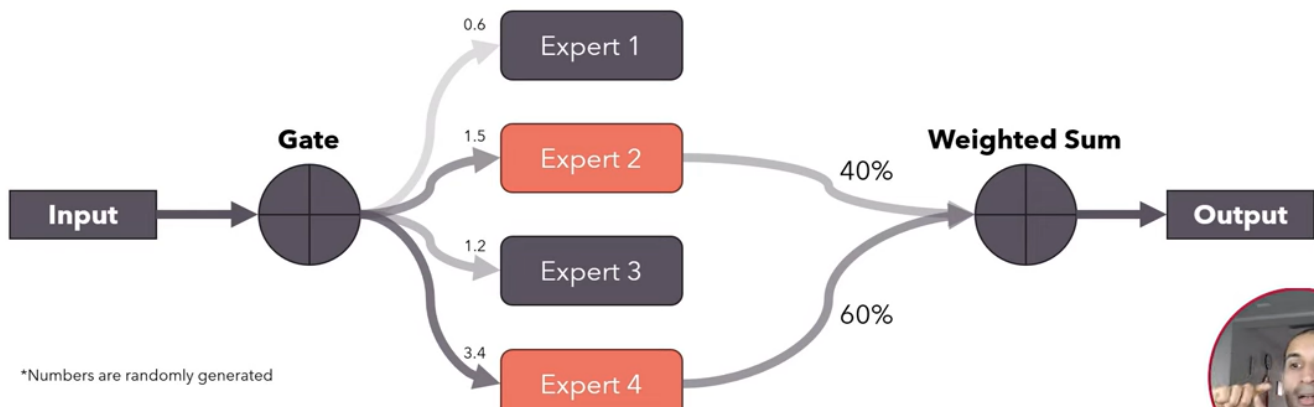 0.6
Expert 1
Gate
1.5
Expert 2
Weighted Sum
40%
Input
Output
1.2
Expert 3
60%
3.4
Expert 4
*Numbers are randomly generated